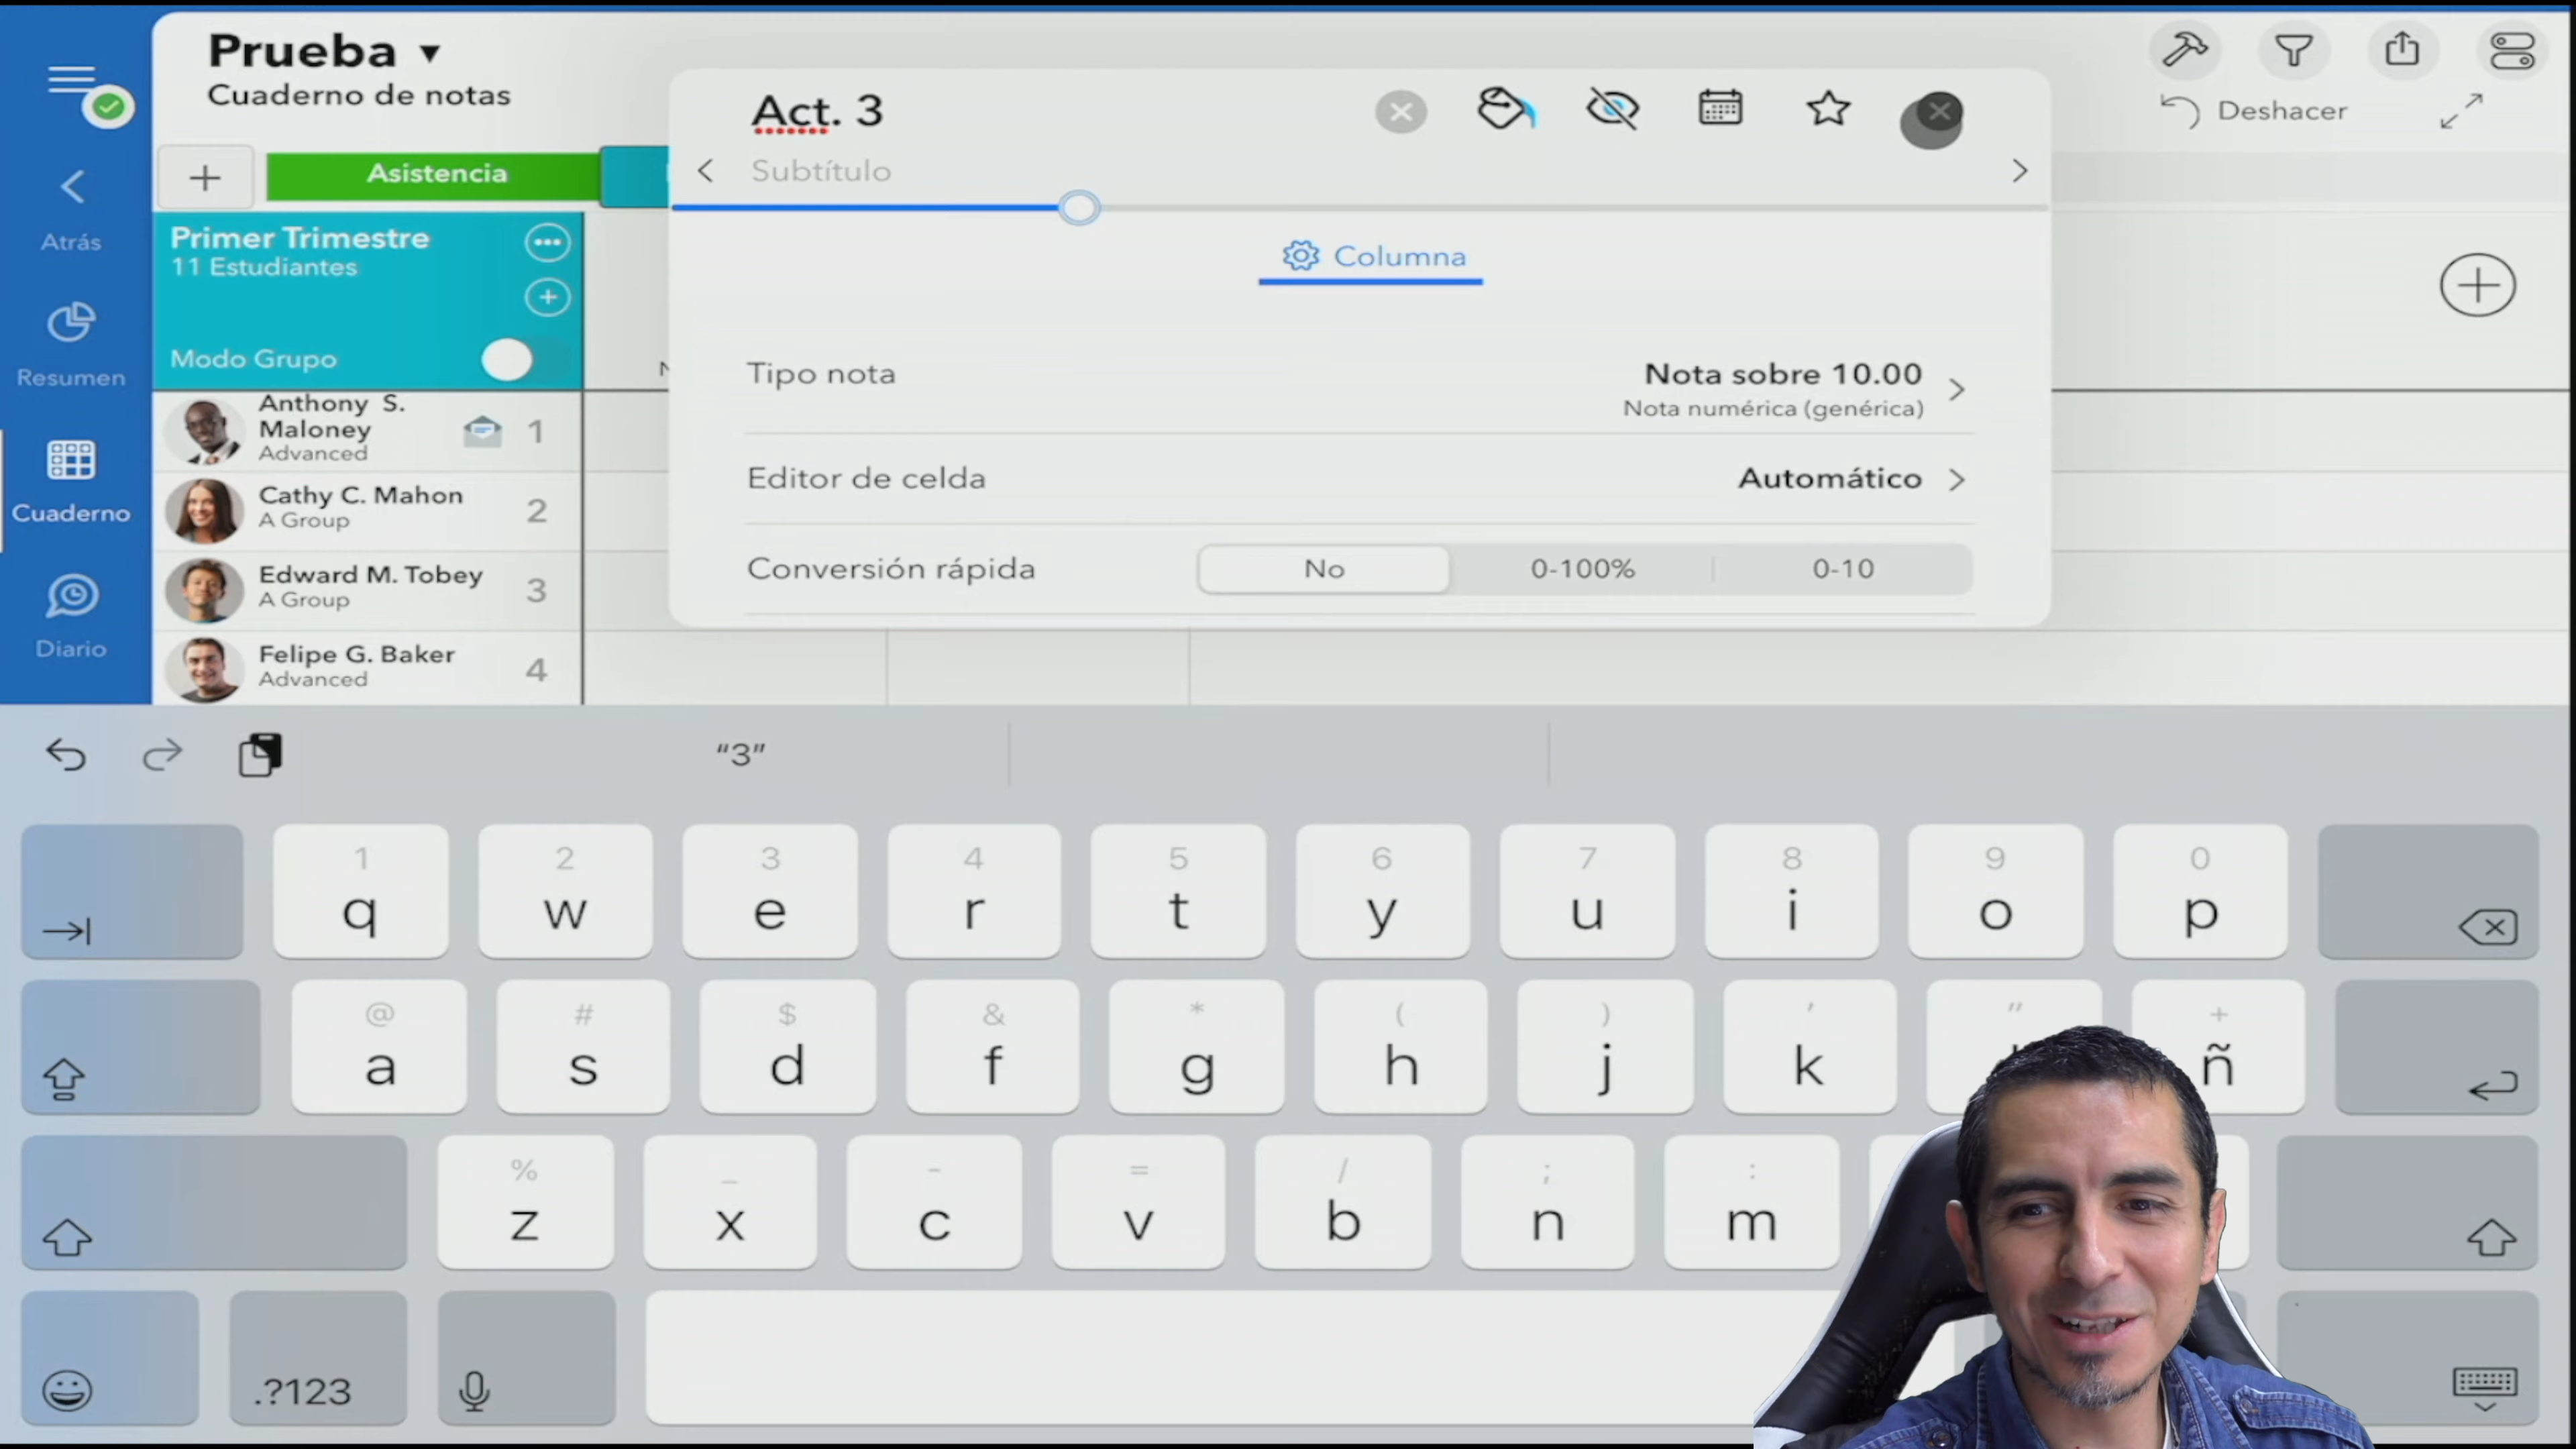 Prueba ▼
Cuaderno de notas
Deshacer
Act. 3
Subtítulo
Asistencia
Primer Trimestre
11 Estudiantes
Modo Grupo
Atrás
Resumen
Cuaderno
Diario
Columna
Tipo nota
Nota sobre 10.00
Nota numérica (genérica)
Editor de celda
Automático
Conversión rápida
No
0-100%
0-10
Anthony S.
Maloney
Advanced
1
Cathy C. Mahon
A Group
2
Edward M. Tobey
A Group
3
Felipe G. Baker
Advanced
4
“3”
1 2 3 4 5 6 7 8 9 0
q w e r t y u i o p
@ # $ & * ( ) ' " +
a s d f g h j k ñ
% _ - = / ; :
z x c v b n m
.?123